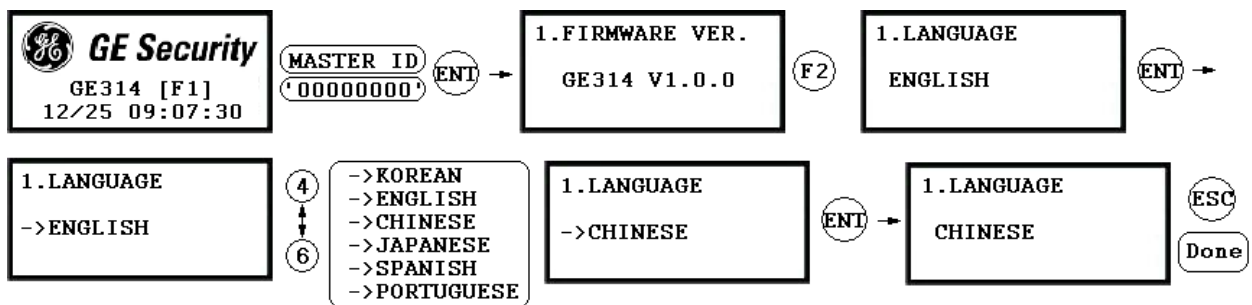 GE Security
GE314 [F1]
12/25 09:07:30
MASTER ID
'00000000'
ENT
1.FIRMWARE VER.
GE314 V1.0.0
F2
1.LANGUAGE
ENGLISH
ENT
1.LANGUAGE
->ENGLISH
4
6
->KOREAN
->ENGLISH
->CHINESE
->JAPANESE
->SPANISH
->PORTUGUESE
1.LANGUAGE
->CHINESE
ENT
1.LANGUAGE
CHINESE
ESC
Done